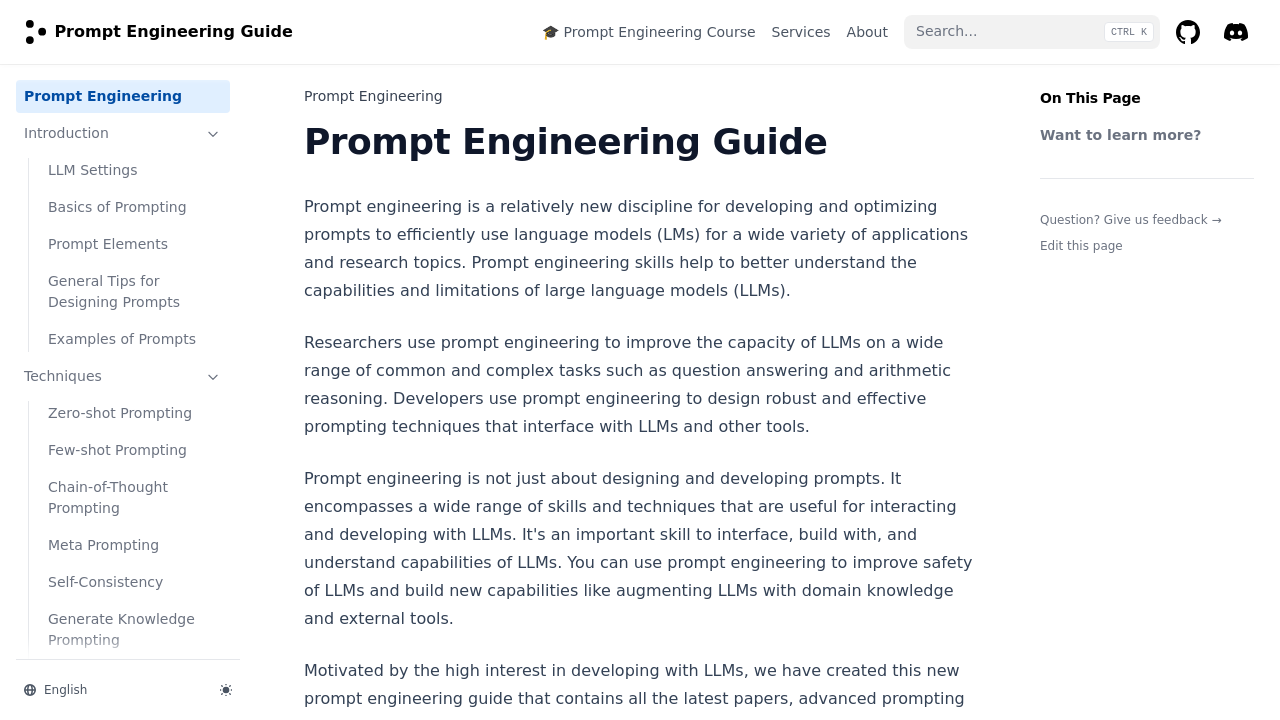 Prompt Engineering Guide
🎓 Prompt Engineering Course
Services
About
Search...
CTRL K
Prompt Engineering
Introduction
LLM Settings
Basics of Prompting
Prompt Elements
General Tips for
Designing Prompts
Examples of Prompts
Techniques
Zero-shot Prompting
Few-shot Prompting
Chain-of-Thought
Prompting
Meta Prompting
Self-Consistency
Generate Knowledge
Prompting
English
Prompt Engineering
Prompt Engineering Guide
Prompt engineering is a relatively new discipline for developing and optimizing
prompts to efficiently use language models (LMs) for a wide variety of applications
and research topics. Prompt engineering skills help to better understand the
capabilities and limitations of large language models (LLMs).
Researchers use prompt engineering to improve the capacity of LLMs on a wide
range of common and complex tasks such as question answering and arithmetic
reasoning. Developers use prompt engineering to design robust and effective
prompting techniques that interface with LLMs and other tools.
Prompt engineering is not just about designing and developing prompts. It
encompasses a wide range of skills and techniques that are useful for interacting
and developing with LLMs. It's an important skill to interface, build with, and
understand capabilities of LLMs. You can use prompt engineering to improve safety
of LLMs and build new capabilities like augmenting LLMs with domain knowledge
and external tools.
Motivated by the high interest in developing with LLMs, we have created this new
prompt engineering guide that contains all the latest papers, advanced prompting
On This Page
Want to learn more?
Question? Give us feedback →
Edit this page